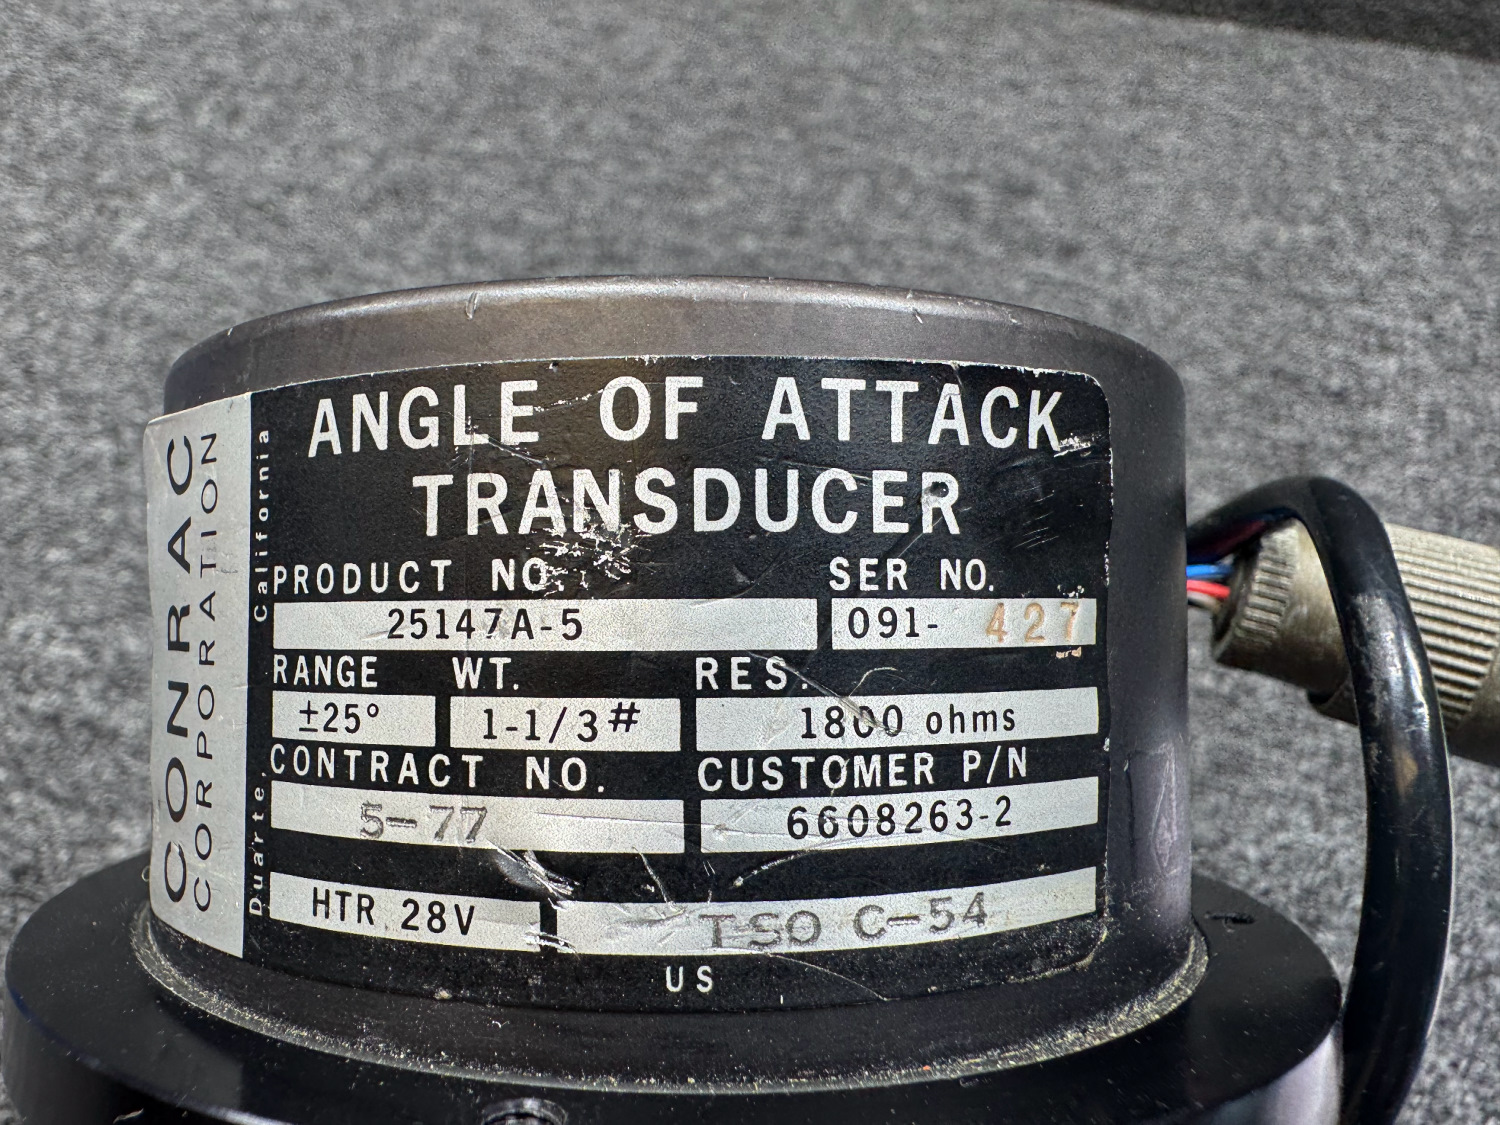 CONRAC
CORPORATION
Duarte, California
ANGLE OF ATTACK
TRANSDUCER
PRODUCT NO. SER NO.
25147A-5 091- 427
RANGE WT. RES.
±25° 1-1/3# 1800 ohms
CONTRACT NO. CUSTOMER P/N
5-77 6608263-2
HTR 28V TSO C-54
US